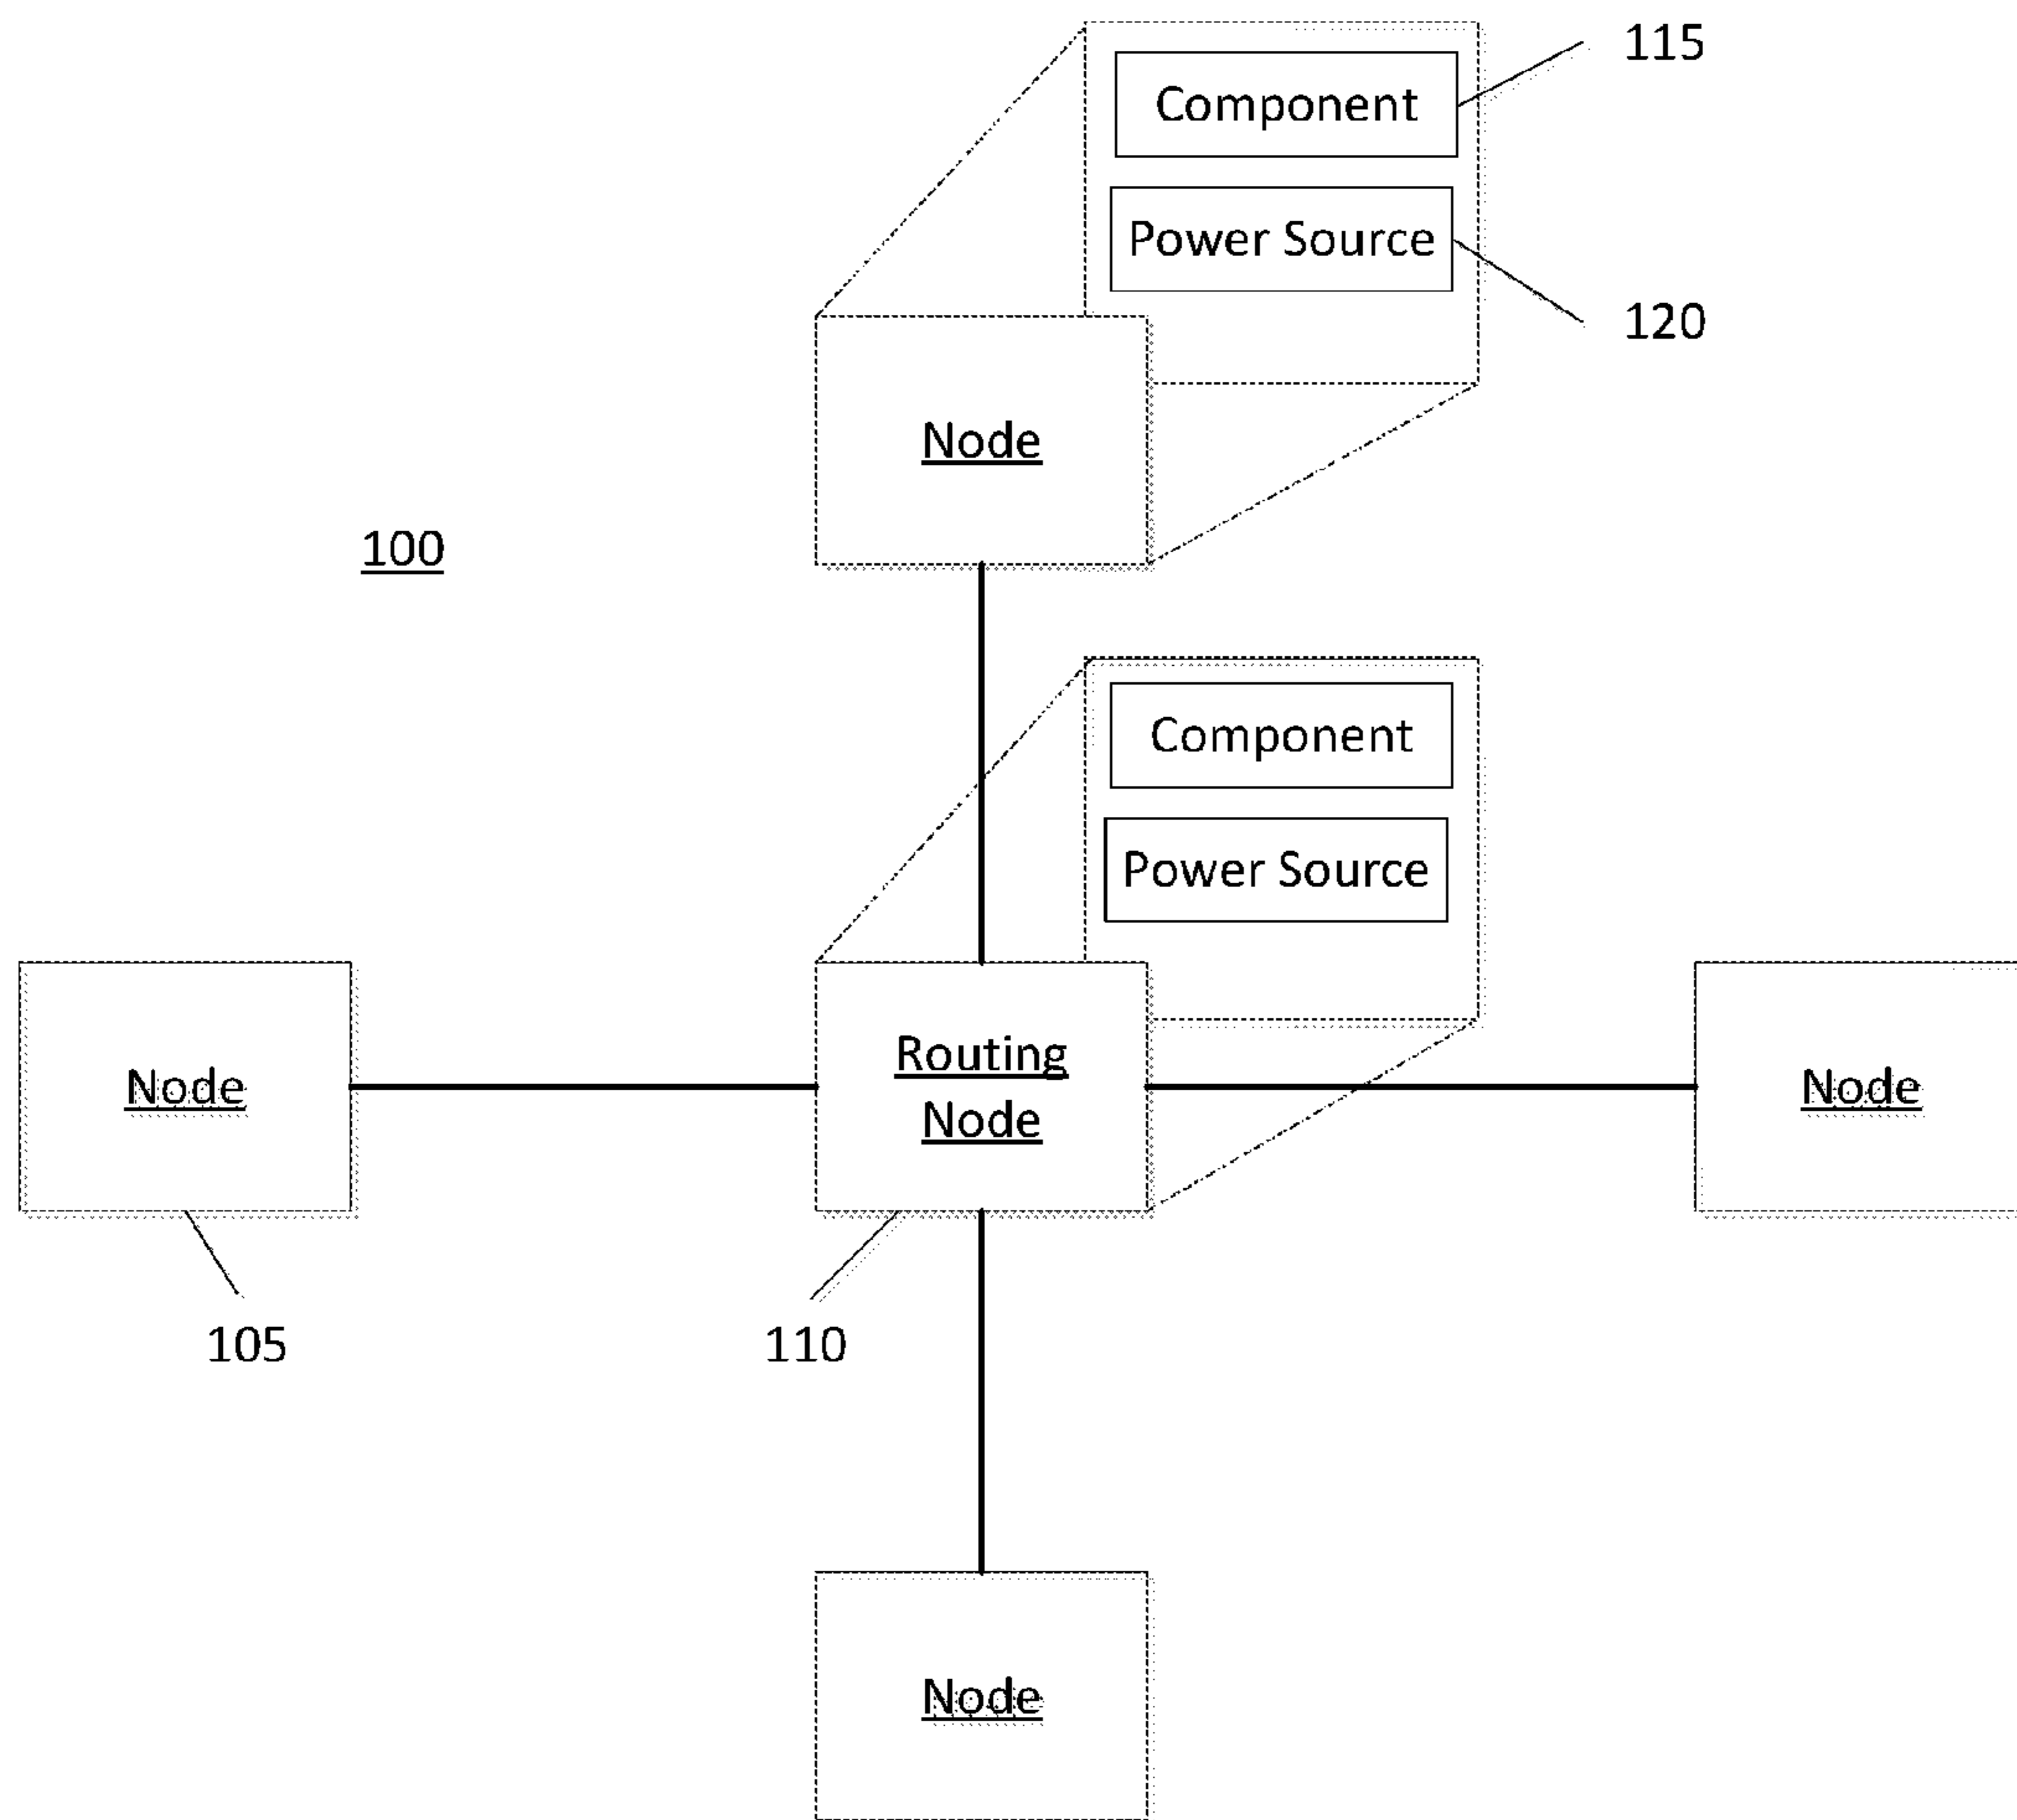 115
Component
Power Source
120
Node
100
Component
Power Source
Node
Routing
Node
Node
105
110
Node